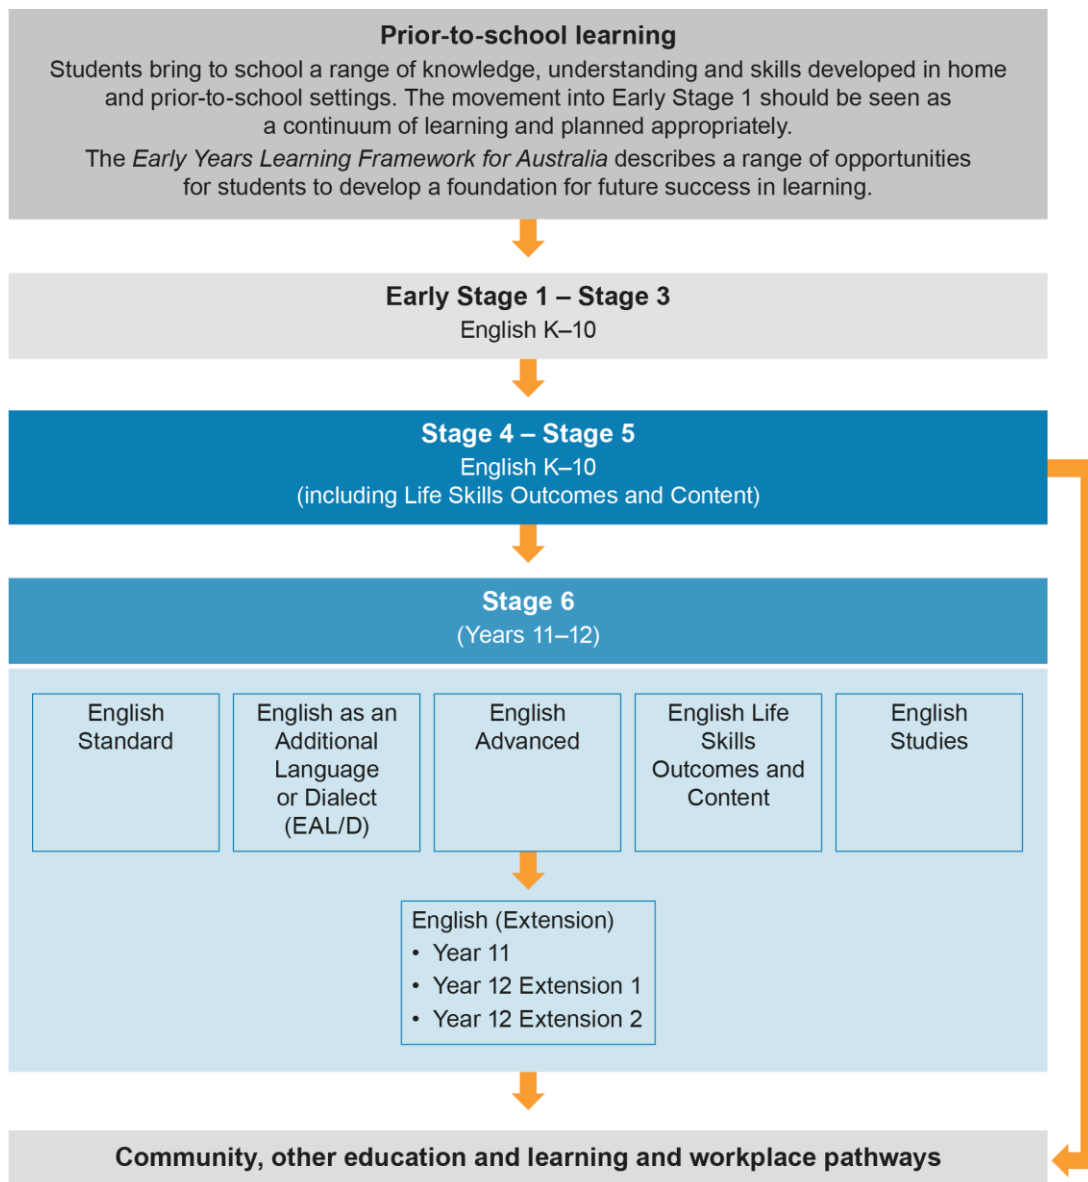 Prior-to-school learning
Students bring to school a range of knowledge, understanding and skills developed in home
and prior-to-school settings. The movement into Early Stage 1 should be seen as
a continuum of learning and planned appropriately.
The Early Years Learning Framework for Australia describes a range of opportunities
for students to develop a foundation for future success in learning.
Early Stage 1 – Stage 3
English K–10
Stage 4 – Stage 5
English K–10
(including Life Skills Outcomes and Content)
Stage 6
(Years 11–12)
English
Standard
English as an
Additional
Language
or Dialect
(EAL/D)
English
Advanced
English Life
Skills
Outcomes and
Content
English
Studies
English (Extension)
• Year 11
• Year 12 Extension 1
• Year 12 Extension 2
Community, other education and learning and workplace pathways